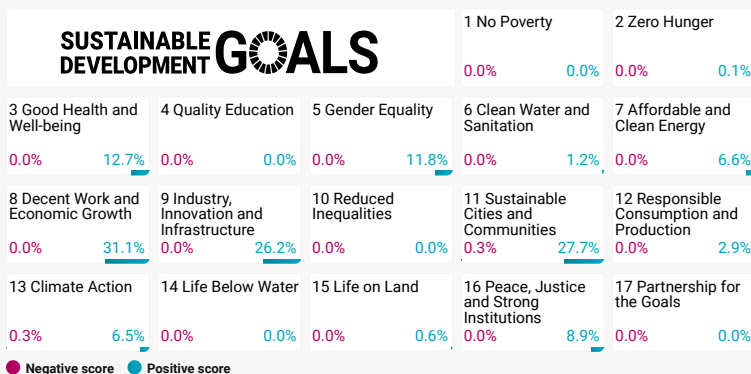 SUSTAINABLE
DEVELOPMENT
GOALS
1 No Poverty
0.0% 0.0%
2 Zero Hunger
0.0% 0.1%
3 Good Health and
Well-being
0.0% 12.7%
4 Quality Education
0.0% 0.0%
5 Gender Equality
0.0% 11.8%
6 Clean Water and
Sanitation
0.0% 1.2%
7 Affordable and
Clean Energy
0.0% 6.6%
8 Decent Work and
Economic Growth
0.0% 31.1%
9 Industry,
Innovation and
Infrastructure
0.0% 26.2%
10 Reduced
Inequalities
0.0% 0.0%
11 Sustainable
Cities and
Communities
0.3% 27.7%
12 Responsible
Consumption and
Production
0.0% 2.9%
13 Climate Action
0.3% 6.5%
14 Life Below Water
0.0% 0.0%
15 Life on Land
0.0% 0.6%
16 Peace, Justice
and Strong
Institutions
0.0% 8.9%
17 Partnership for
the Goals
0.0% 0.0%
Negative score Positive score